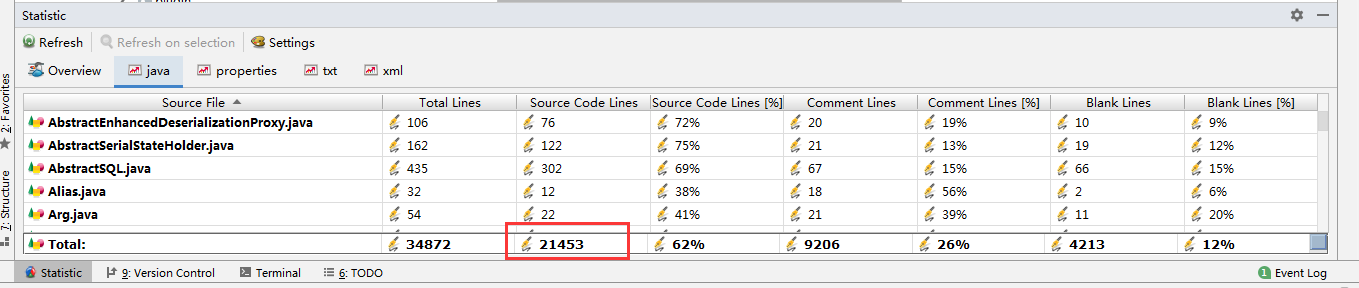 Statistic
Refresh Refresh on selection Settings
Overview java properties txt xml
Source File Total Lines Source Code Lines Source Code Lines [%] Comment Lines Comment Lines [%] Blank Lines Blank Lines [%]
AbstractEnhancedDeserializationProxy.java 106 76 72% 20 19% 10 9%
AbstractSerialStateHolder.java 162 122 75% 21 13% 19 12%
AbstractSQL.java 435 302 69% 67 15% 66 15%
Alias.java 32 12 38% 18 56% 2 6%
Arg.java 54 22 41% 21 39% 11 20%
Total: 34872 21453 62% 9206 26% 4213 12%
2: Favorites
7: Structure
Statistic 9: Version Control Terminal 6: TODO 1 Event Log